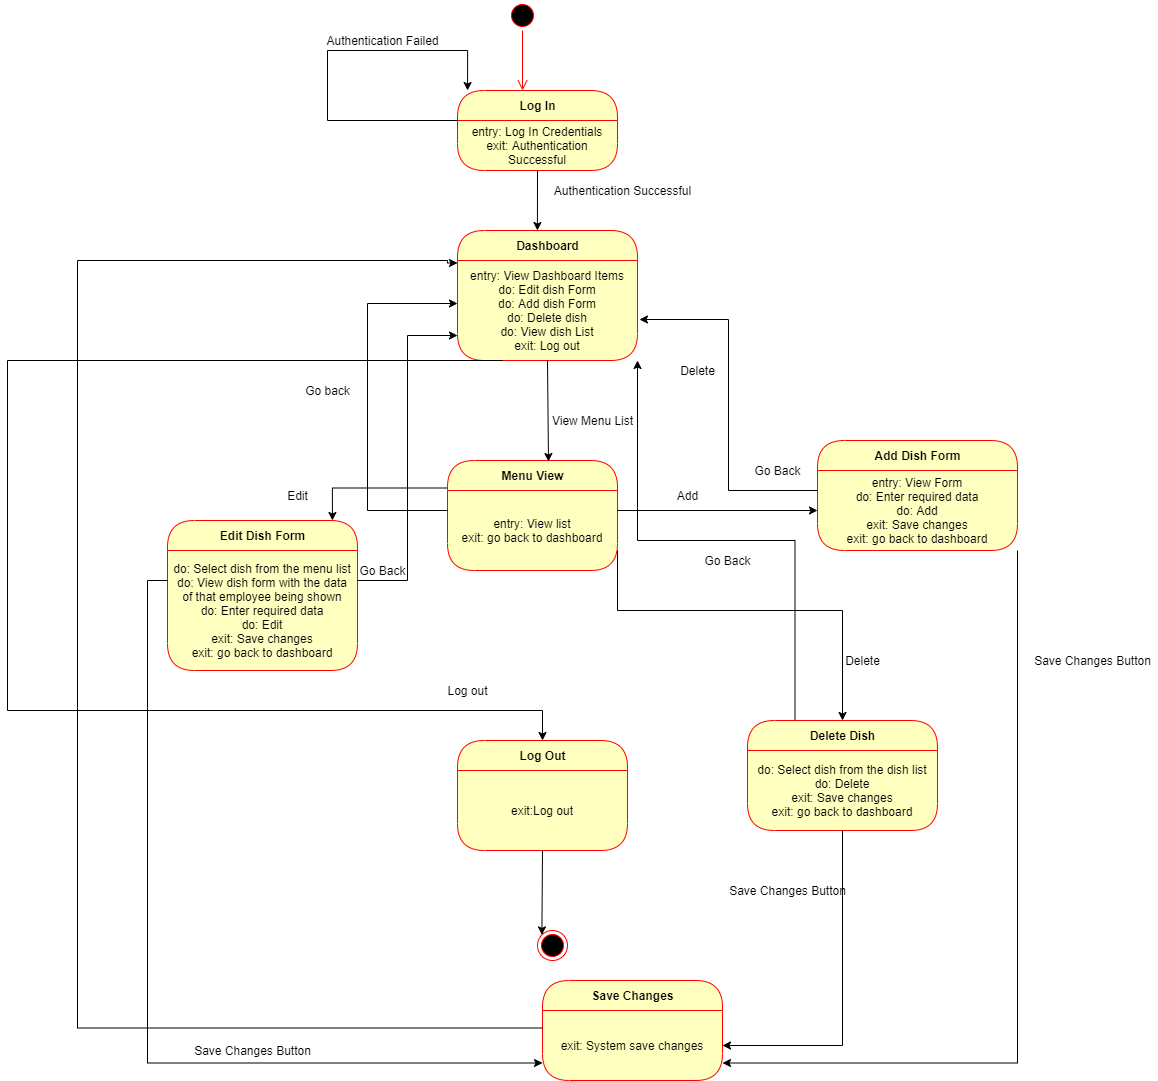 Authentication Failed
Log In
entry: Log In Credentials
exit: Authentication
Successful
Authentication Successful
Dashboard
entry: View Dashboard Items
do: Edit dish Form
do: Add dish Form
do: Delete dish
do: View dish List
exit: Log out
Go back
Delete
View Menu List
Menu View
entry: View list
exit: go back to dashboard
Edit
Add
Go Back
Add Dish Form
entry: View Form
do: Enter required data
do: Add
exit: Save changes
exit: go back to dashboard
Edit Dish Form
do: Select dish from the menu list
do: View dish form with the data
of that employee being shown
do: Enter required data
do: Edit
exit: Save changes
exit: go back to dashboard
Go Back
Go Back
Delete
Save Changes Button
Log out
Log Out
exit:Log out
Delete Dish
do: Select dish from the dish list
do: Delete
exit: Save changes
exit: go back to dashboard
Save Changes Button
Save Changes
exit: System save changes
Save Changes Button